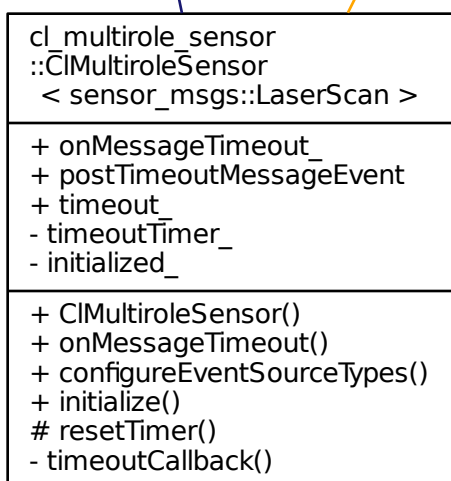 cl_multirole_sensor
::ClMultiroleSensor
< sensor_msgs::LaserScan >
+ onMessageTimeout_
+ postTimeoutMessageEvent
+ timeout_
- timeoutTimer_
- initialized_
+ ClMultiroleSensor()
+ onMessageTimeout()
+ configureEventSourceTypes()
+ initialize()
# resetTimer()
- timeoutCallback()